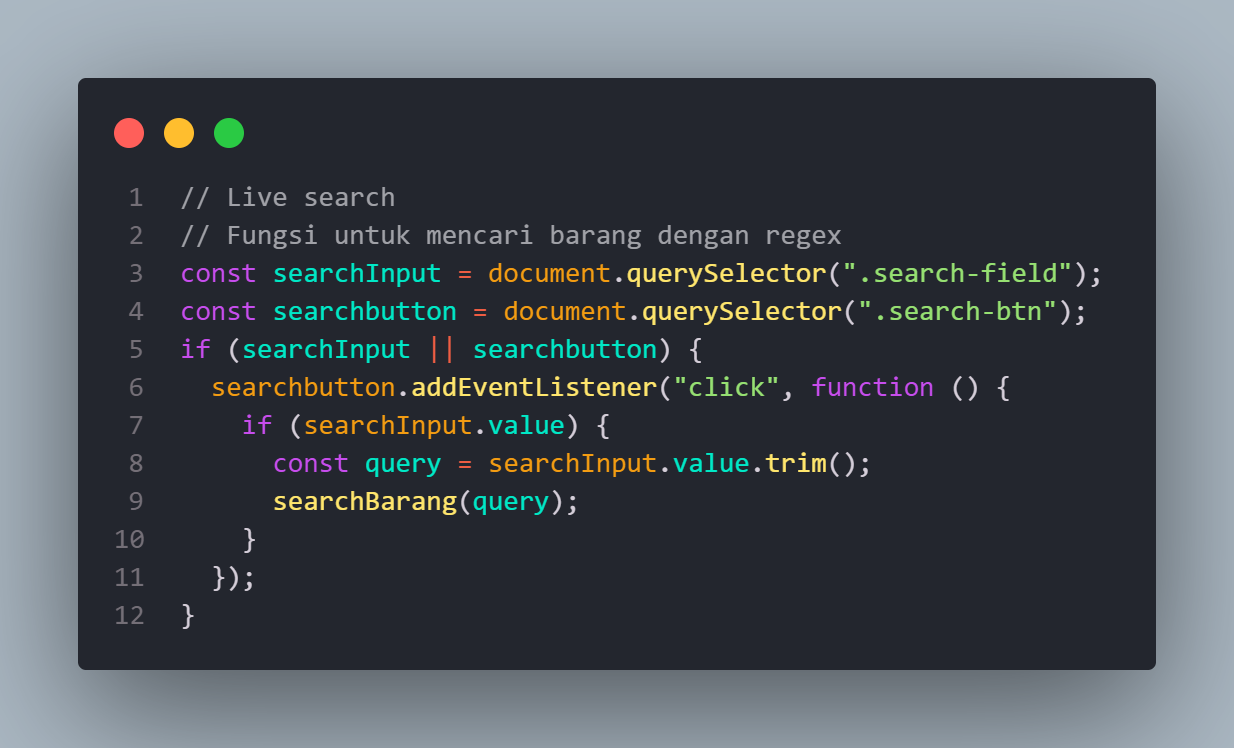 1 // Live search
2 // Fungsi untuk mencari barang dengan regex
3 const searchInput = document.querySelector(".search-field");
4 const searchbutton = document.querySelector(".search-btn");
5 if (searchInput || searchbutton) {
6   searchbutton.addEventListener("click", function () {
7     if (searchInput.value) {
8       const query = searchInput.value.trim();
9       searchBarang(query);
10     }
11   });
12 }